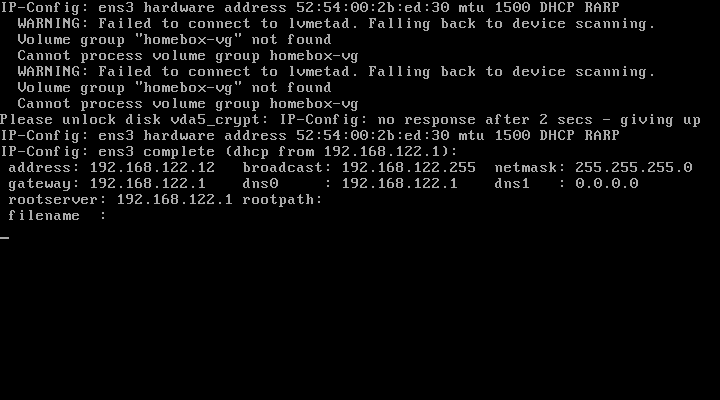 IP-Config: ens3 hardware address 52:54:00:2b:ed:30 mtu 1500 DHCP RARP
  WARNING: Failed to connect to lvmetad. Falling back to device scanning.
  Volume group "homebox-vg" not found
  Cannot process volume group homebox-vg
  WARNING: Failed to connect to lvmetad. Falling back to device scanning.
  Volume group "homebox-vg" not found
  Cannot process volume group homebox-vg
Please unlock disk vda5_crypt: IP-Config: no response after 2 secs - giving up
IP-Config: ens3 hardware address 52:54:00:2b:ed:30 mtu 1500 DHCP RARP
IP-Config: ens3 complete (dhcp from 192.168.122.1):
 address: 192.168.122.12   broadcast: 192.168.122.255  netmask: 255.255.255.0
 gateway: 192.168.122.1    dns0     : 192.168.122.1    dns1   : 0.0.0.0
 rootserver: 192.168.122.1 rootpath:
 filename  :